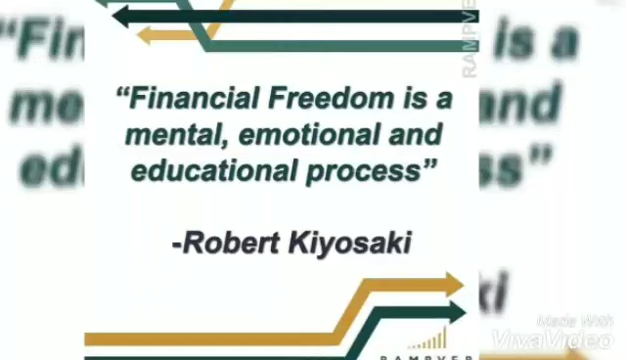 RAMPVER
“Financial Freedom is a
mental, emotional and
educational process”
-Robert Kiyosaki
RAMPVER
Made With
VivaVideo